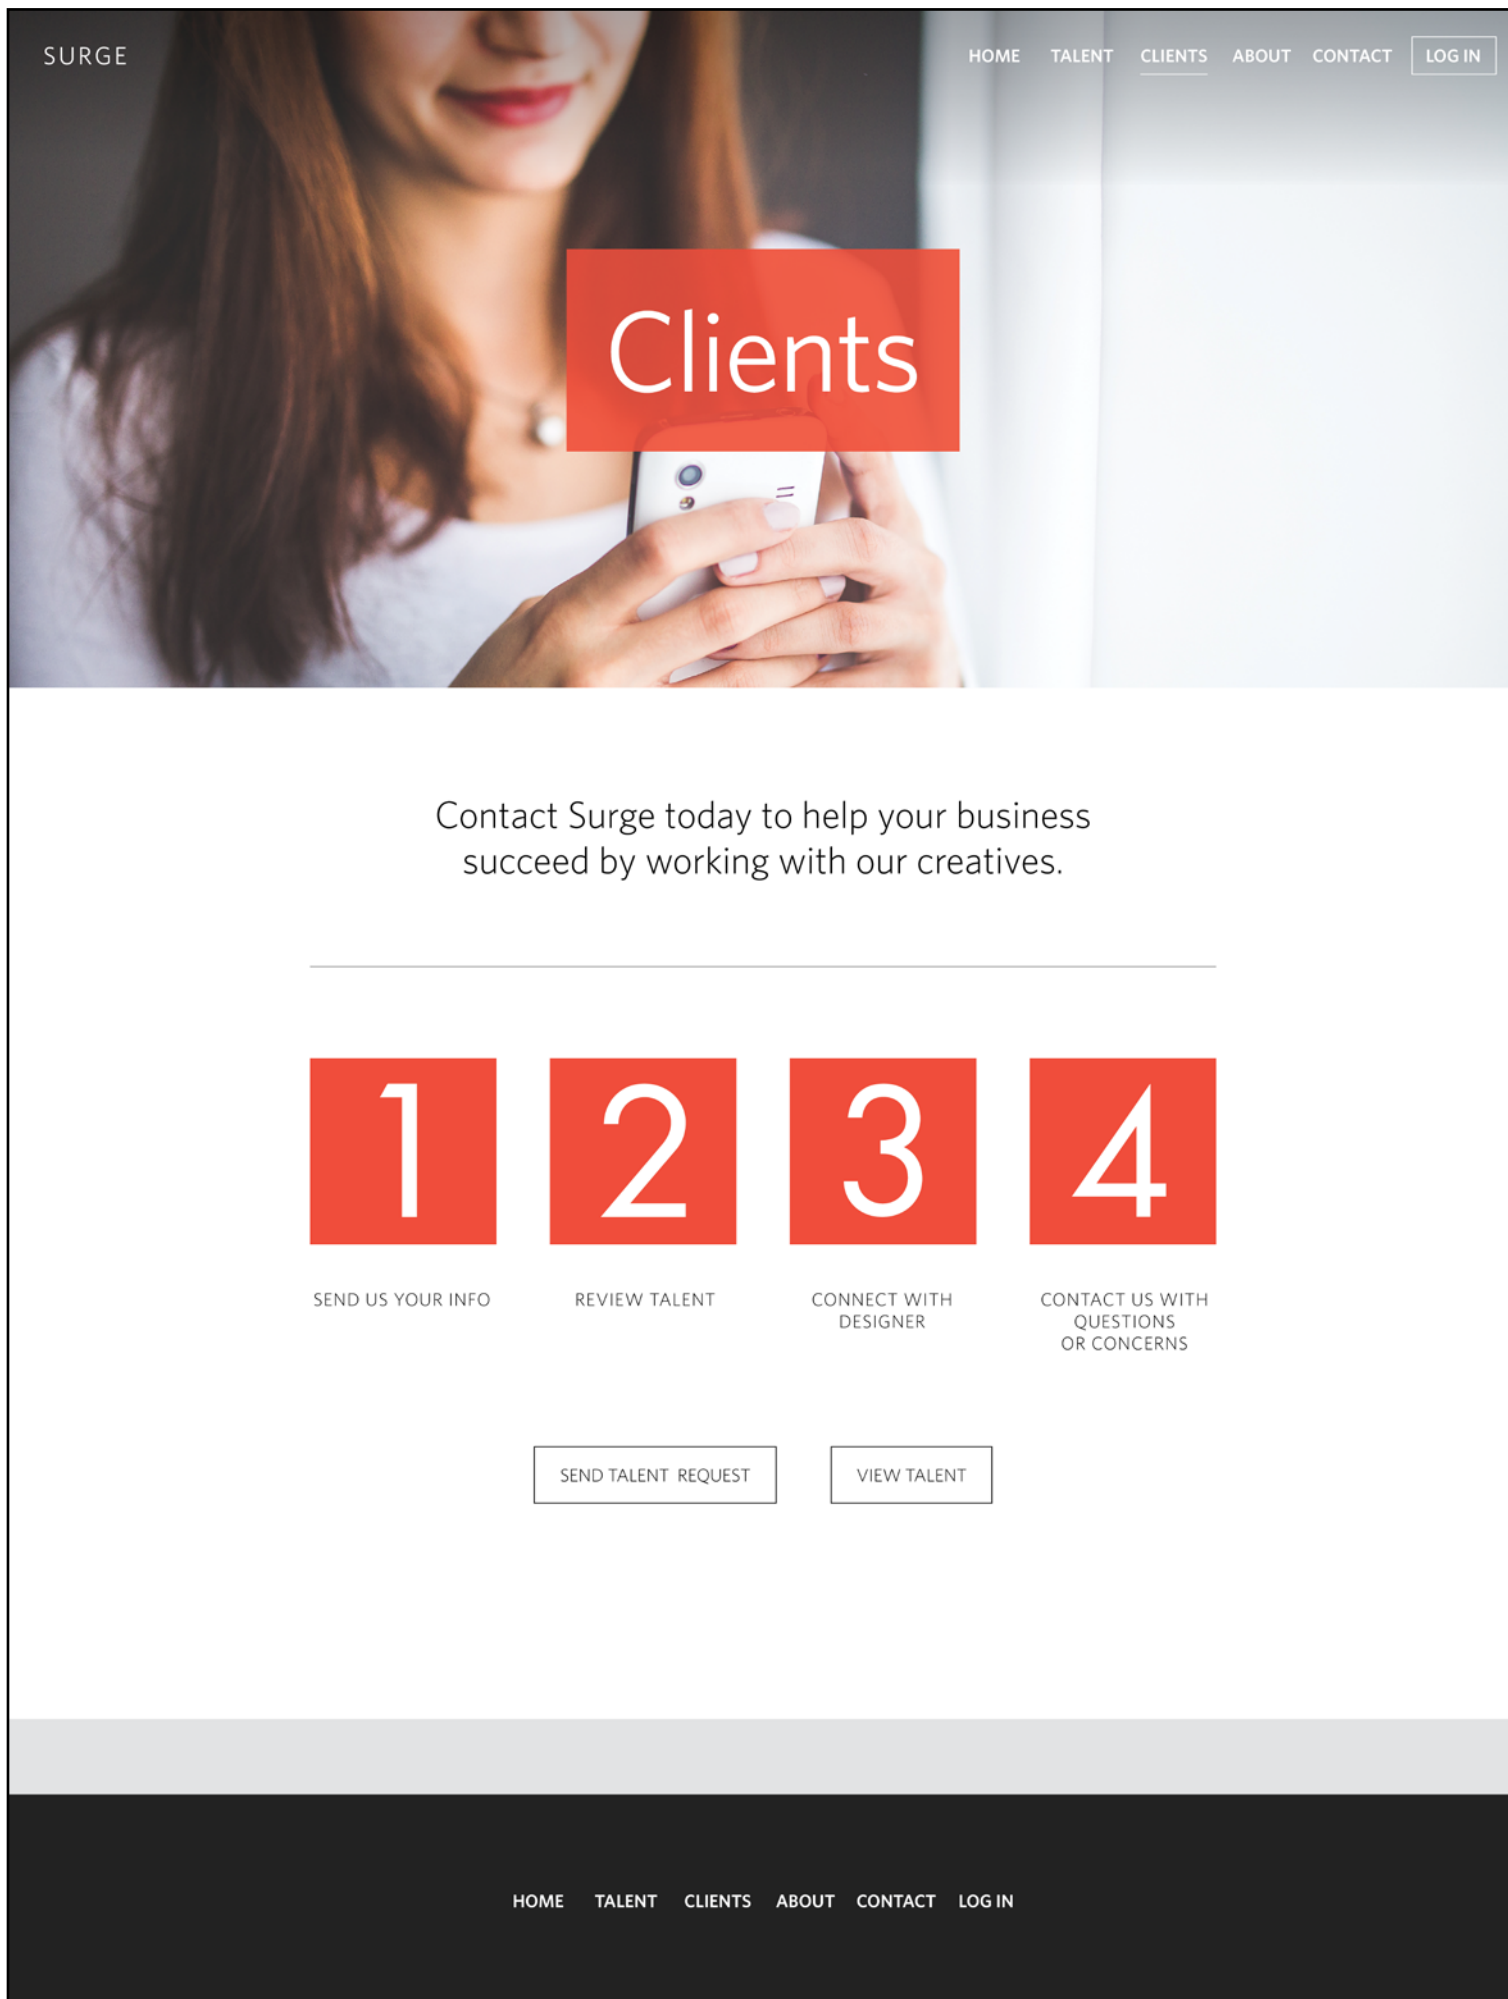 SURGE
HOME TALENT CLIENTS ABOUT CONTACT LOG IN
Clients
Contact Surge today to help your business
succeed by working with our creatives.
1 2 3 4
SEND US YOUR INFO
REVIEW TALENT
CONNECT WITH
DESIGNER
CONTACT US WITH
QUESTIONS
OR CONCERNS
SEND TALENT REQUEST
VIEW TALENT
HOME TALENT CLIENTS ABOUT CONTACT LOG IN